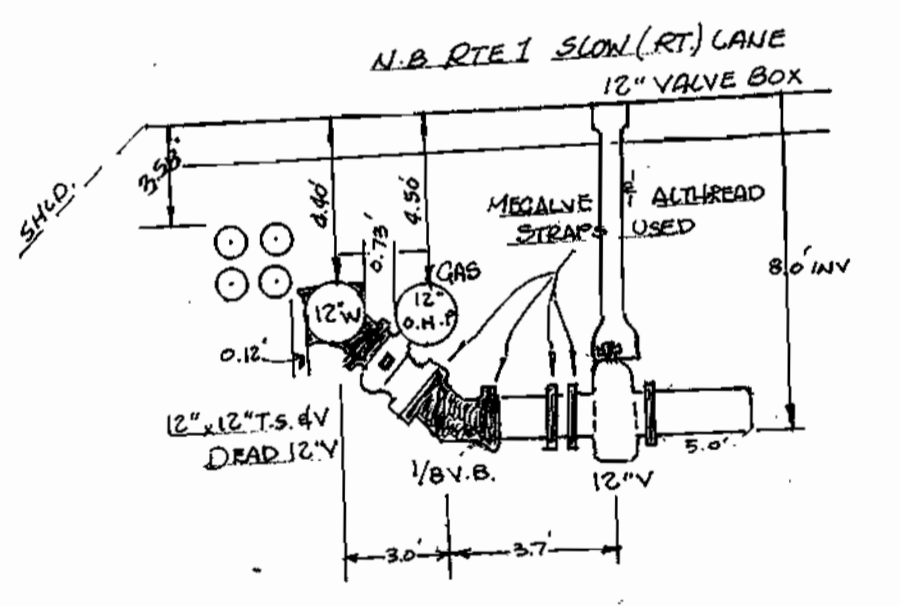 N.B RTE 1 SLOW (RT.) LANE
12" VALVE BOX
SHLD.
3.58'
4.40'
0.73'
4.50'
MEGALVE ALTHREAD
STRAPS USED
GAS
8.0' INV
12" W
12"
O.H.P
0.12'
12" x 12" T.S. & V
DEAD 12" V
1/8 V.B.
12" V
5.0'
3.0'
3.7'